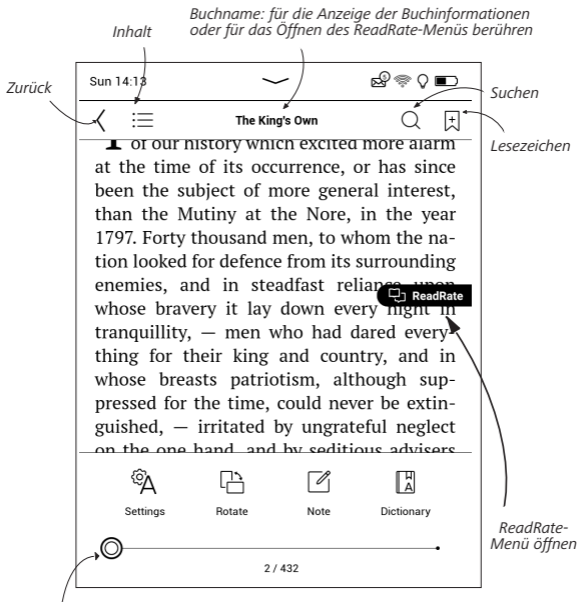 Buchname: für die Anzeige der Buchinformationen
oder für das Öffnen des ReadRate-Menüs berühren
Inhalt
Zurück
Suchen
Lesezeichen
Sun 14:13
5
The King's Own
I of our history which excited more alarm
at the time of its occurrence, or has since
been the subject of more general interest,
than the Mutiny at the Nore, in the year
1797. Forty thousand men, to whom the na-
tion looked for defence from its surrounding
enemies, and in steadfast reliance upon
ReadRate
whose bravery it lay down every night in
tranquillity, — men who had dared every-
thing for their king and country, and in
whose breasts patriotism, although sup-
pressed for the time, could never be extin-
guished, — irritated by ungrateful neglect
on the one hand, and by seditious advisers
Settings
Rotate
Note
Dictionary
ReadRate-
Menü öffnen
2 / 432